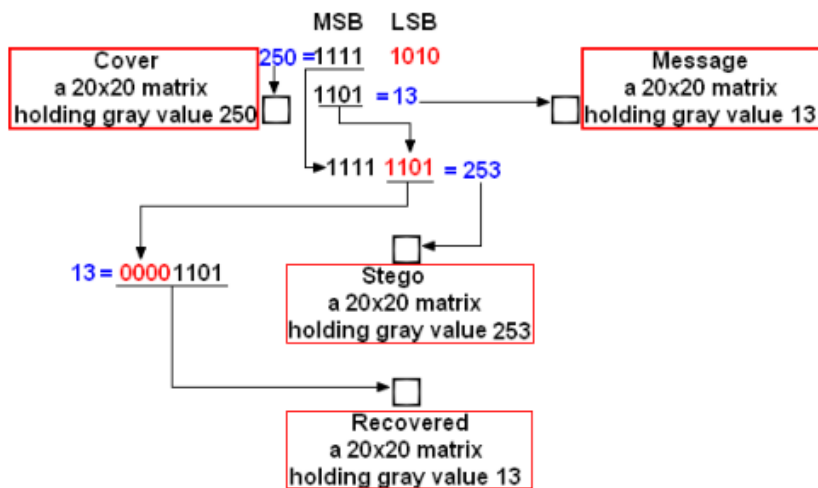 MSB LSB
Cover
a 20x20 matrix
holding gray value 250
250 = 1111 1010
1101 = 13
Message
a 20x20 matrix
holding gray value 13
1111 1101 = 253
13 = 00001101
Stego
a 20x20 matrix
holding gray value 253
Recovered
a 20x20 matrix
holding gray value 13